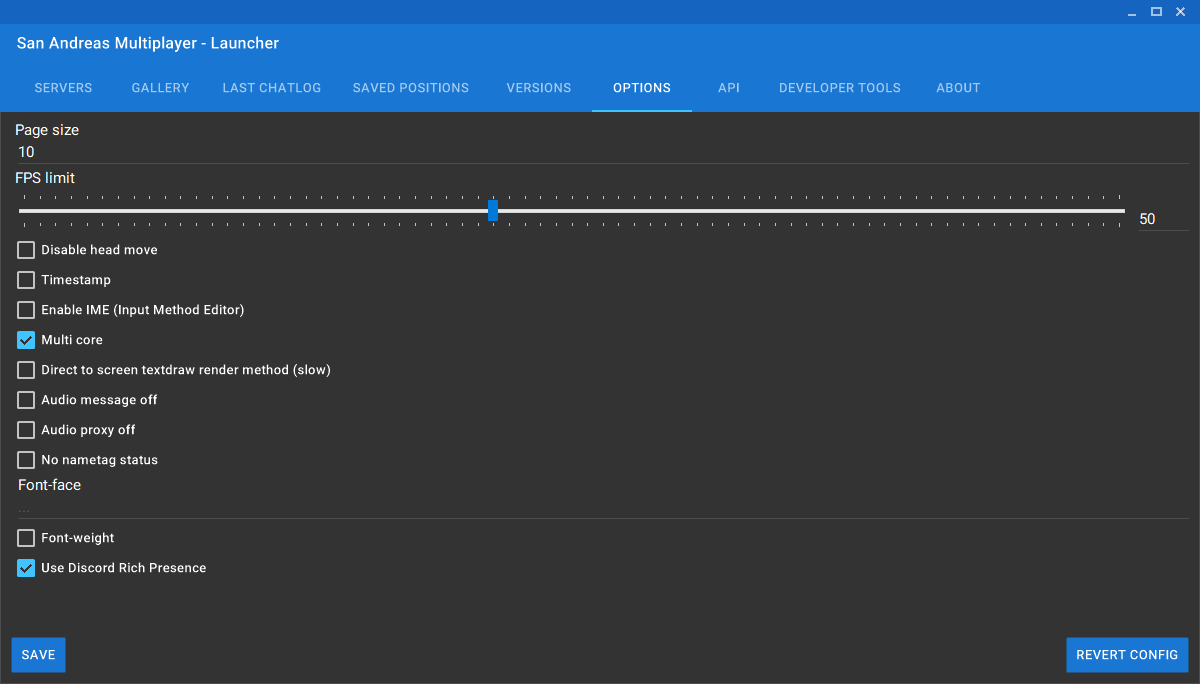 San Andreas Multiplayer - Launcher
SERVERS GALLERY LAST CHATLOG SAVED POSITIONS VERSIONS OPTIONS API DEVELOPER TOOLS ABOUT
Page size
10
FPS limit
50
Disable head move
Timestamp
Enable IME (Input Method Editor)
Multi core
Direct to screen textdraw render method (slow)
Audio message off
Audio proxy off
No nametag status
Font-face
...
Font-weight
Use Discord Rich Presence
SAVE REVERT CONFIG